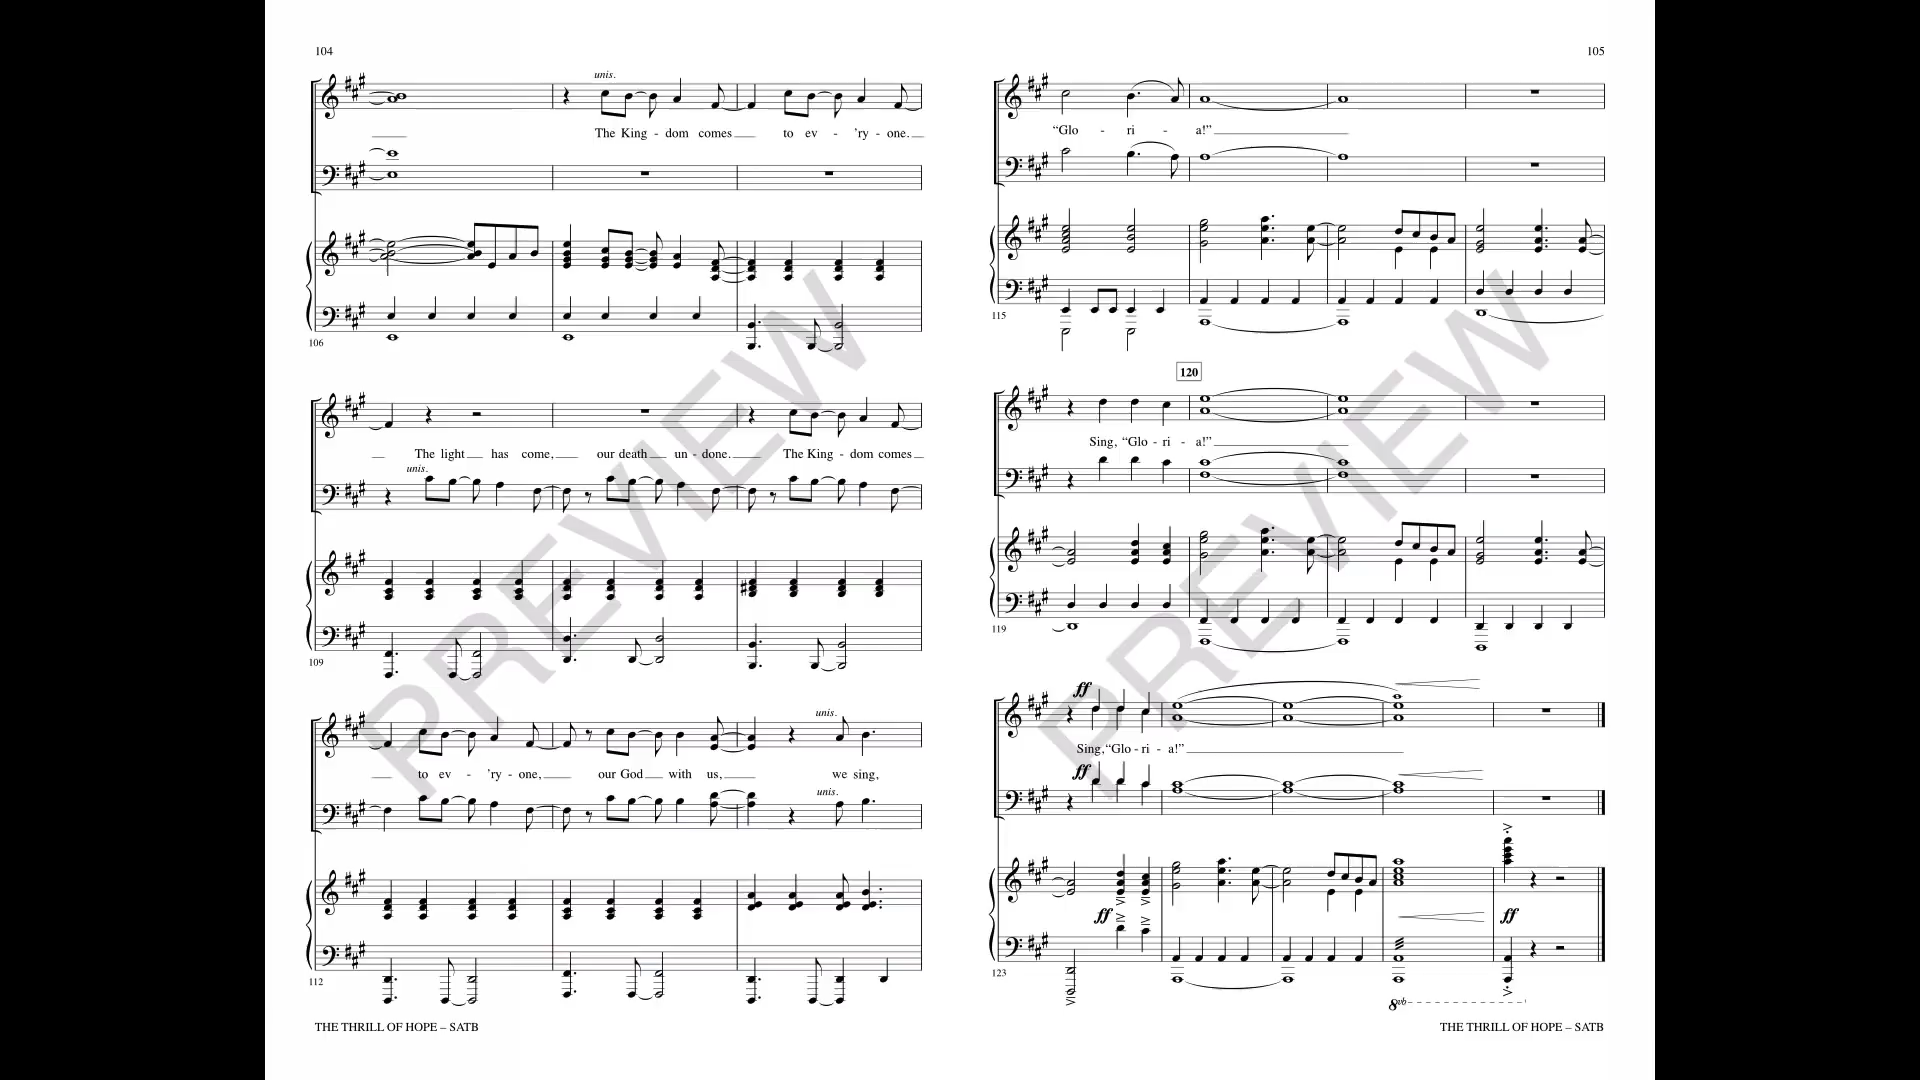 104
unis.
The King - dom comes to ev - 'ry - one.
106
The light has come, our death un - done. The King - dom comes
unis.
109
unis.
to ev - 'ry - one, our God with us, we sing,
unis.
112
THE THRILL OF HOPE – SATB
105
“Glo - ri - a!”
115
120
Sing, “Glo - ri - a!”
119
ff
Sing, “Glo - ri - a!”
ff
ff ff
123
8vb
THE THRILL OF HOPE – SATB
PREVIEW
PREVIEW